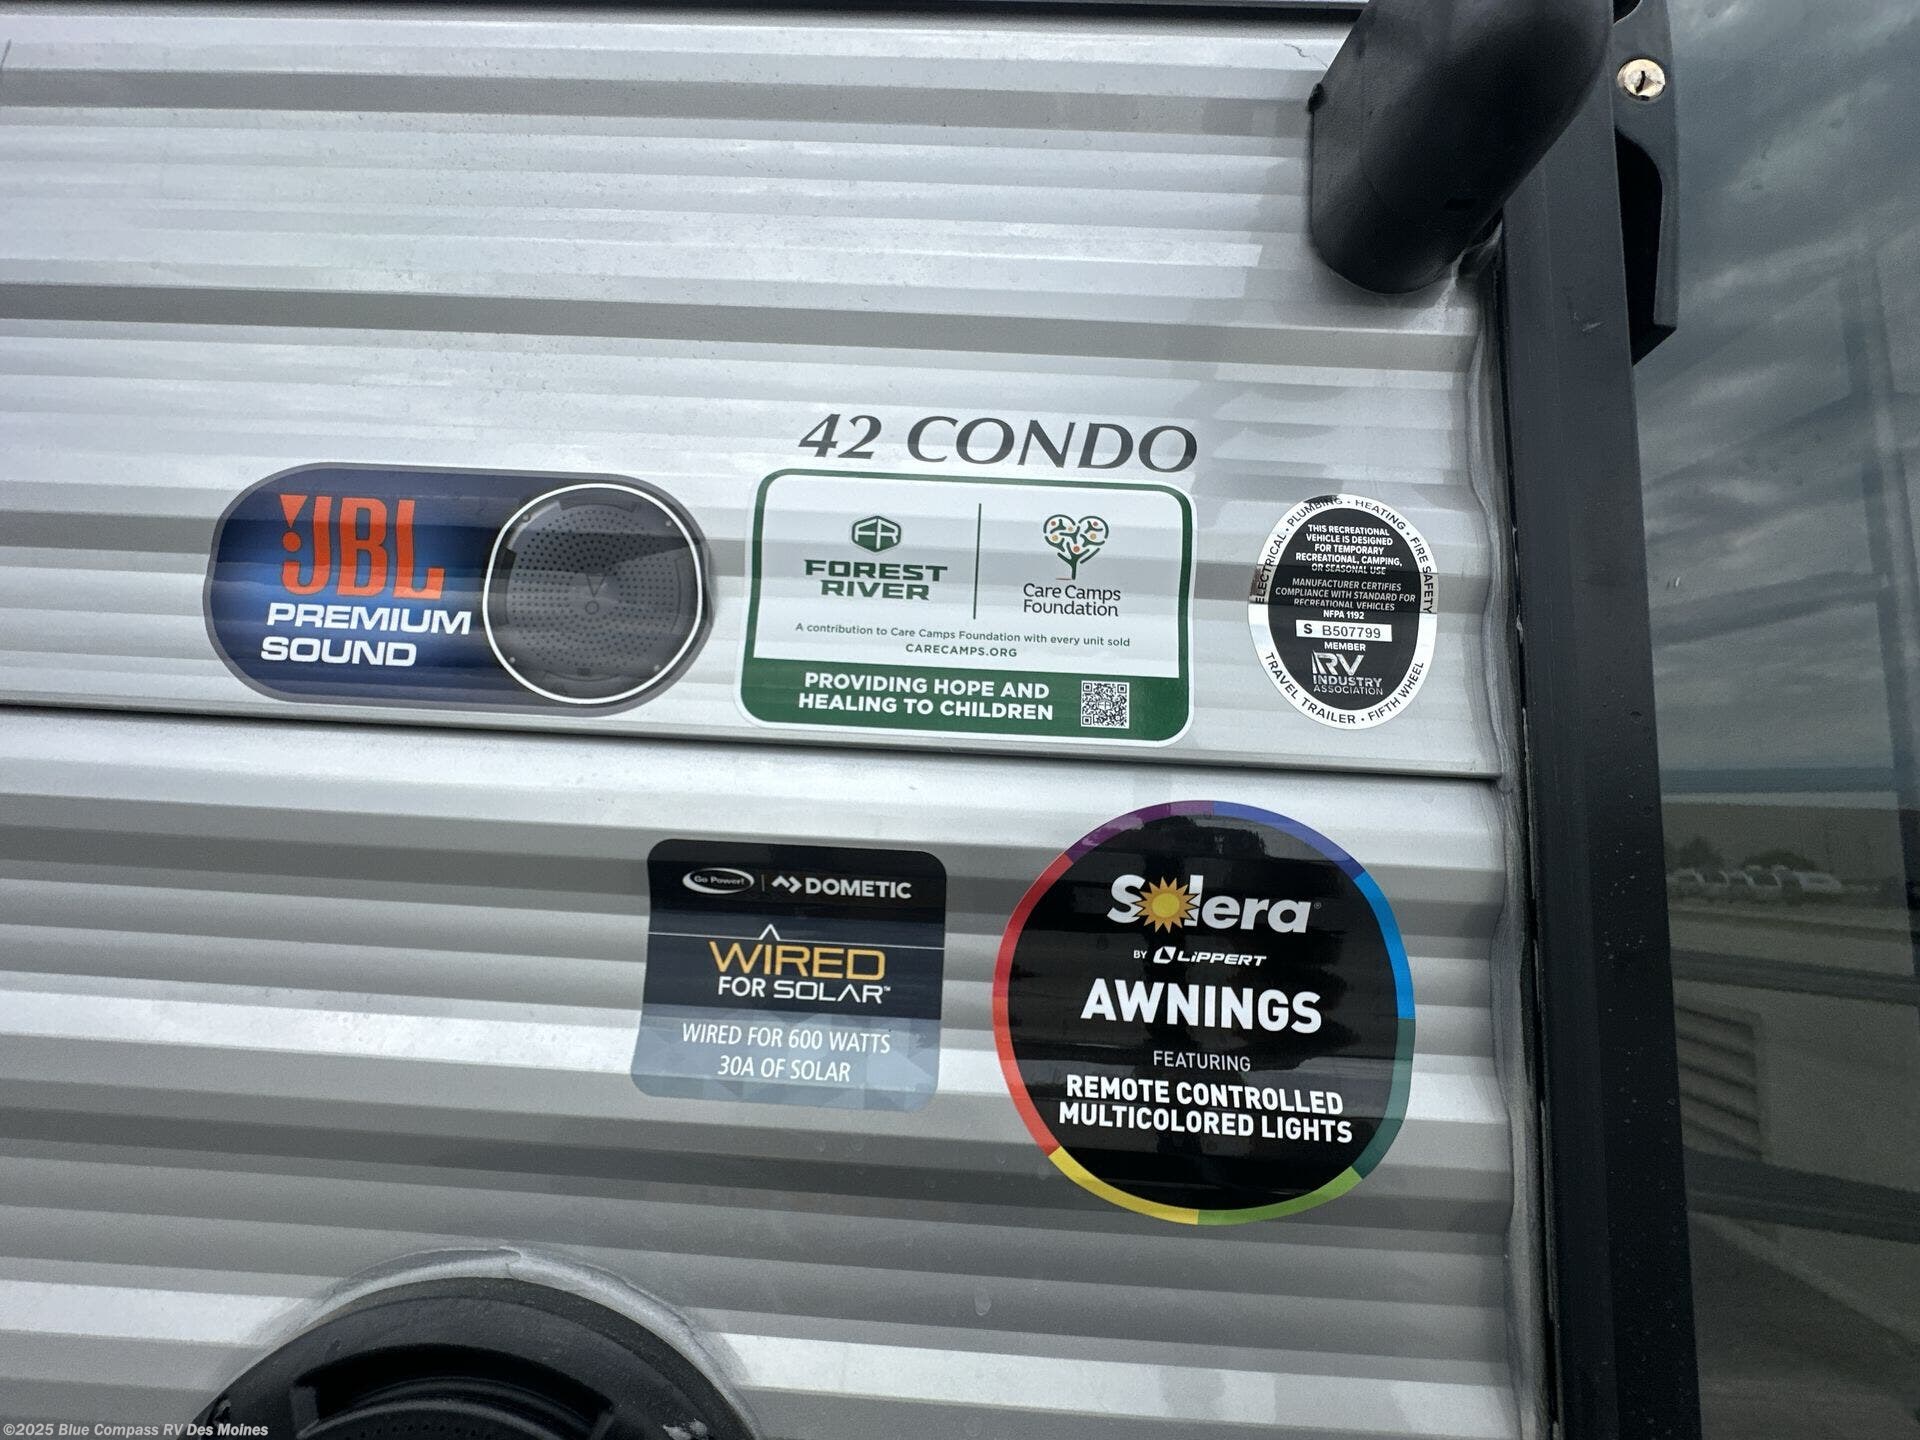 42 CONDO
JBL
PREMIUM
SOUND
FR
FOREST
RIVER
Care Camps
Foundation
A contribution to Care Camps Foundation with every unit sold
CARECAMPS.ORG
PROVIDING HOPE AND
HEALING TO CHILDREN
ELECTRICAL • PLUMBING • HEATING • FIRE SAFETY
THIS RECREATIONAL
VEHICLE IS DESIGNED
FOR TEMPORARY
RECREATIONAL, CAMPING,
OR SEASONAL USE
MANUFACTURER CERTIFIES
COMPLIANCE WITH STANDARD FOR
RECREATIONAL VEHICLES
NFPA 1192
S B507799
MEMBER
RV
INDUSTRY
ASSOCIATION
TRAVEL TRAILER • FIFTH WHEEL
Go Power! | DOMETIC
WIRED
FOR SOLAR™
WIRED FOR 600 WATTS
30A OF SOLAR
Solera®
BY LIPPERT
AWNINGS
FEATURING
REMOTE CONTROLLED
MULTICOLORED LIGHTS
©2025 Blue Compass RV Des Moines